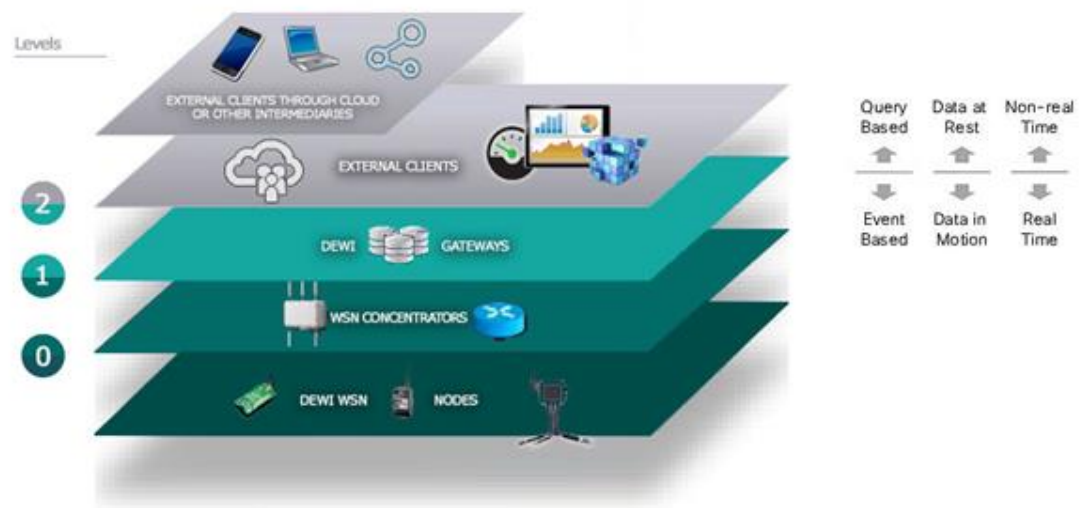 Levels
EXTERNAL CLIENTS THROUGH CLOUD
OR OTHER INTERMEDIARIES
EXTERNAL CLIENTS
2
DEWI GATEWAYS
1
WSN CONCENTRATORS
0
DEWI WSN NODES
Query Based
Data at Rest
Non-real Time
Event Based
Data in Motion
Real Time